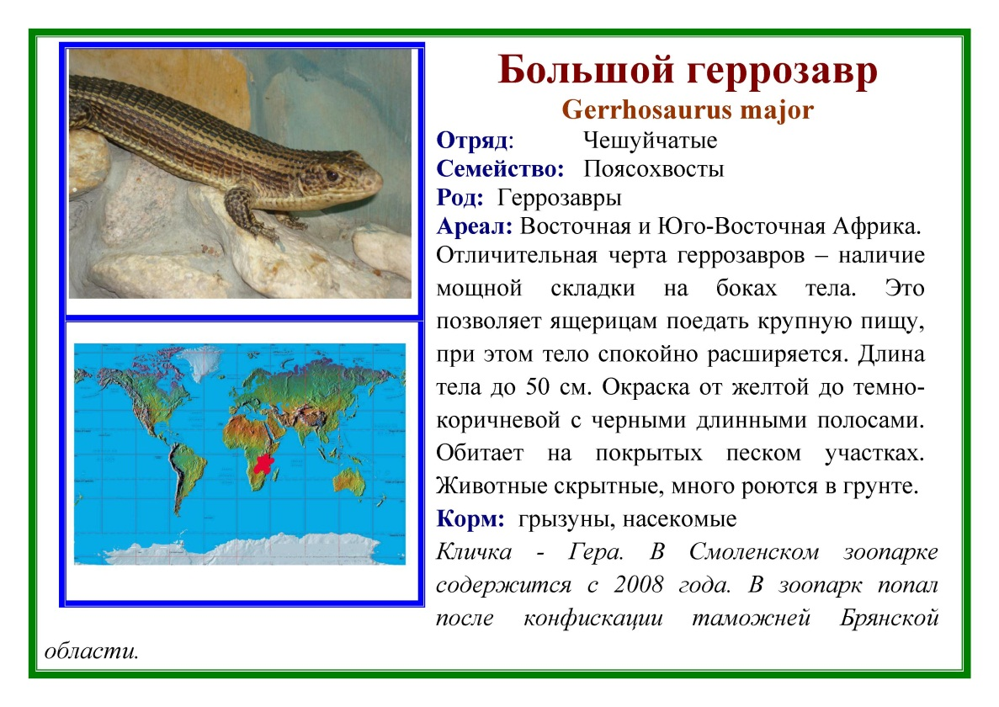 Большой геррозавр
Gerrhosaurus major
Отряд: Чешуйчатые
Семейство: Поясохвосты
Род: Геррозавры
Ареал: Восточная и Юго-Восточная Африка.
Отличительная черта геррозавров – наличие
мощной складки на боках тела. Это
позволяет ящерицам поедать крупную пищу,
при этом тело спокойно расширяется. Длина
тела до 50 см. Окраска от желтой до темно-
коричневой с черными длинными полосами.
Обитает на покрытых песком участках.
Животные скрытные, много роются в грунте.
Корм: грызуны, насекомые
Кличка - Гера. В Смоленском зоопарке
содержится с 2008 года. В зоопарк попал
после конфискации таможней Брянской
области.